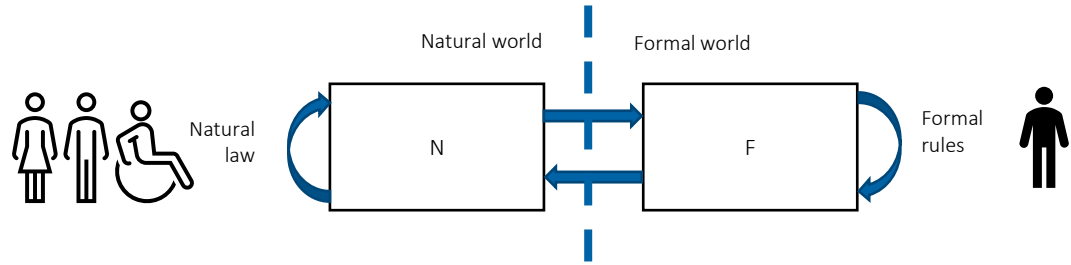 Natural world
Formal world
Natural
law
N
F
Formal
rules